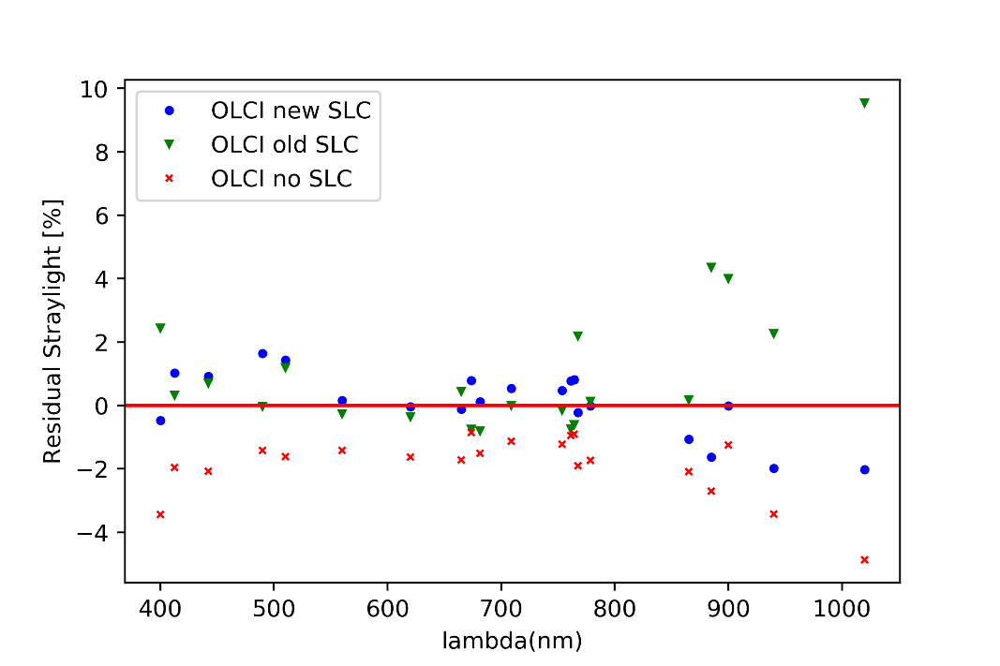 OLCI new SLC
OLCI old SLC
OLCI no SLC
Residual Straylight [%]
10
8
6
4
2
0
−2
−4
400 500 600 700 800 900 1000
lambda(nm)